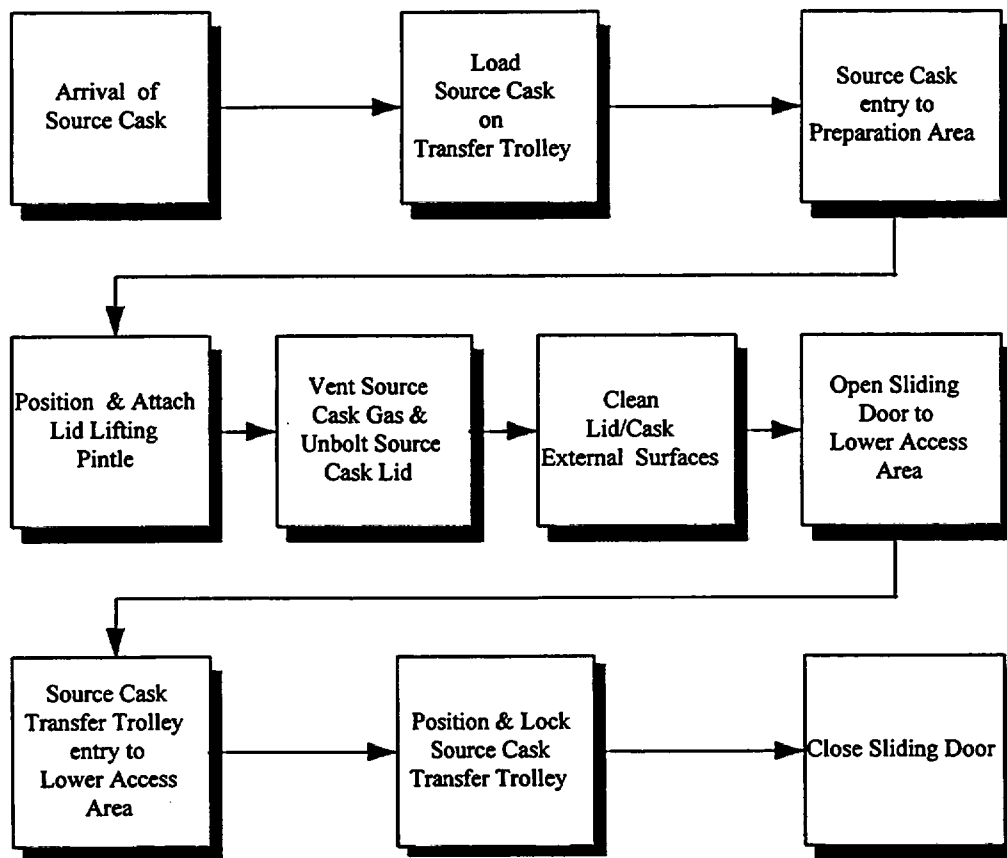 Arrival of
Source Cask
Load
Source Cask
on
Transfer Trolley
Source Cask
entry to
Preparation Area
Position & Attach
Lid Lifting
Pintle
Vent Source
Cask Gas &
Unbolt Source
Cask Lid
Clean
Lid/Cask
External Surfaces
Open Sliding
Door to
Lower Access
Area
Source Cask
Transfer Trolley
entry to
Lower Access
Area
Position & Lock
Source Cask
Transfer Trolley
Close Sliding Door